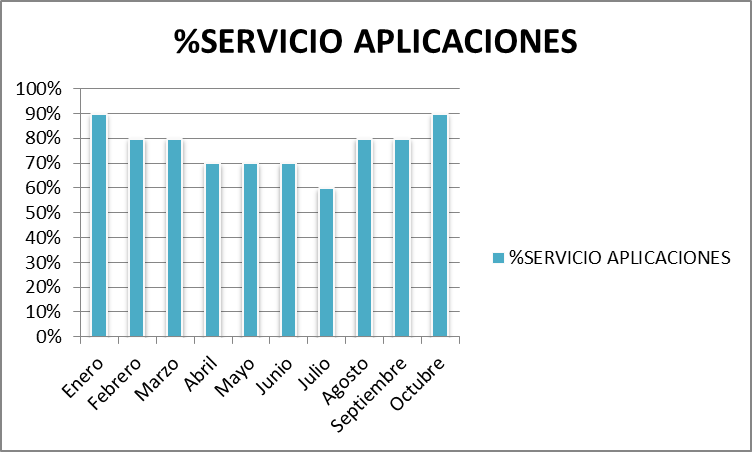 %SERVICIO APLICACIONES
100%
90%
80%
70%
60%
50%
40%
30%
20%
10%
0%
Enero
Febrero
Marzo
Abril
Mayo
Junio
Julio
Agosto
Septiembre
Octubre
%SERVICIO APLICACIONES